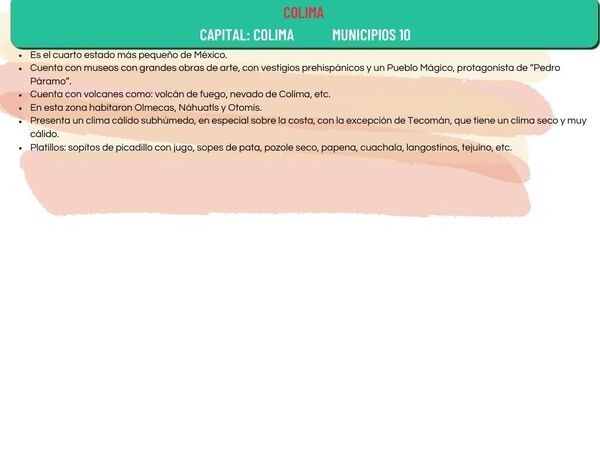 COLIMA
CAPITAL: COLIMA MUNICIPIOS 10
• Es el cuarto estado más pequeño de México.
• Cuenta con museos con grandes obras de arte, con vestigios prehispánicos y un Pueblo Mágico, protagonista de “Pedro
Páramo”.
• Cuenta con volcanes como: volcán de fuego, nevado de Colima, etc.
• En esta zona habitaron Olmecas, Náhuatls y Otomís.
• Presenta un clima cálido subhúmedo, en especial sobre la costa, con la excepción de Tecomán, que tiene un clima seco y muy
cálido.
• Platillos: sopitos de picadillo con jugo, sopes de pata, pozole seco, papena, cuachala, langostinos, tejuino, etc.